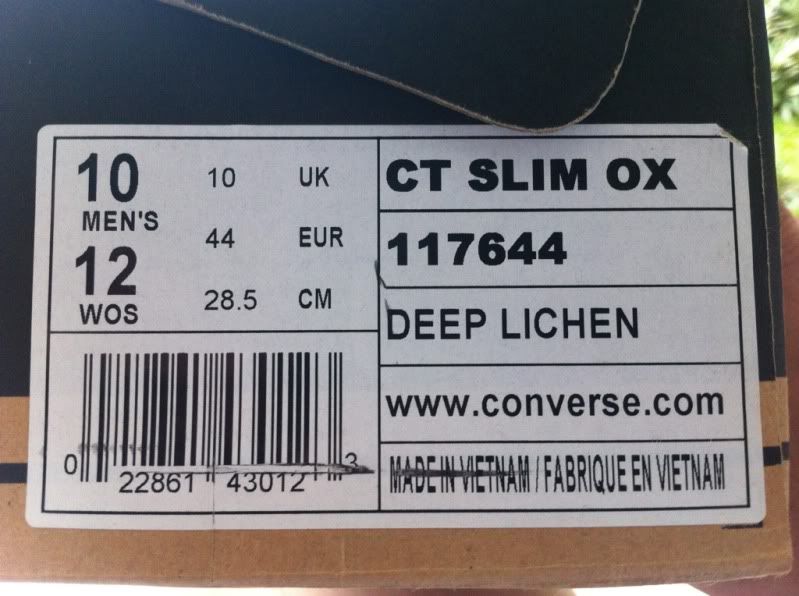 10 10 UK
MEN'S
44 EUR
12
WOS 28.5 CM
0 22861 43012 3
CT SLIM OX
117644
DEEP LICHEN
www.converse.com
MADE IN VIETNAM / FABRIQUE EN VIETNAM